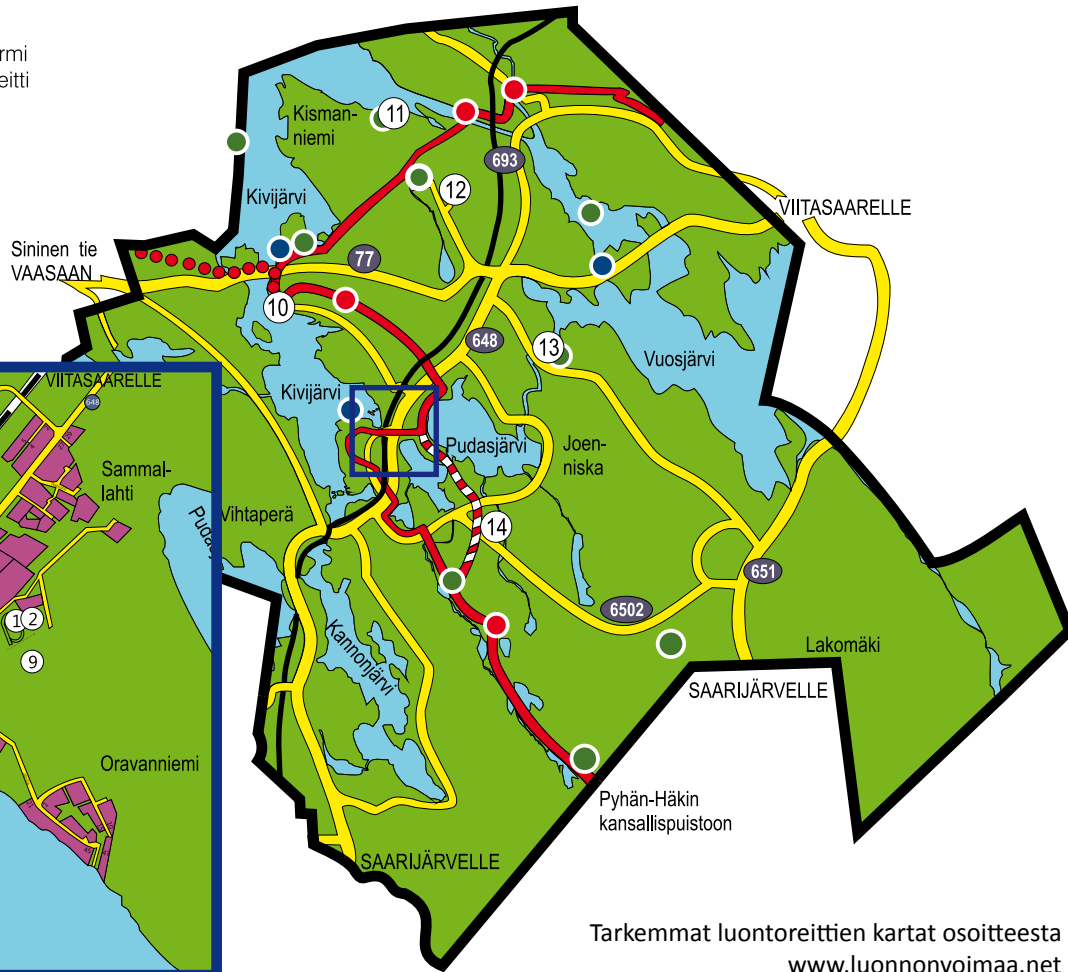 rmi
eitti
Kisman-
niemi
11
693
12
Kivijärvi
VIITASAARELLE
Sininen tie
VAASAAN
77
10
648
13
Vuosjärvi
VIITASAARELLE
648
Kivijärvi
Pudasjärvi
Joen-
niska
Sammal-
lahti
Vihtaperä
14
651
1 2
9
6502
Kannonjärvi
Lakomäki
SAARIJÄRVELLE
Oravanniemi
Pyhän-Häkin
kansallispuistoon
SAARIJÄRVELLE
Tarkemmat luontoreittien kartat osoitteesta
www.luonnonvoimaa.net